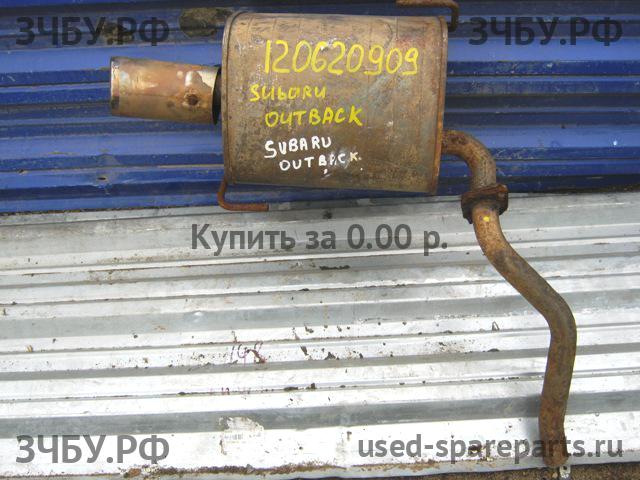 ЗЧБУ.РФ
ЗЧБУ.РФ
120620909
SUBARU
OUTBACK
SUBARU
OUTBACK.
Купить за 0.00 р.
ЗЧБУ.РФ
used-spareparts.ru